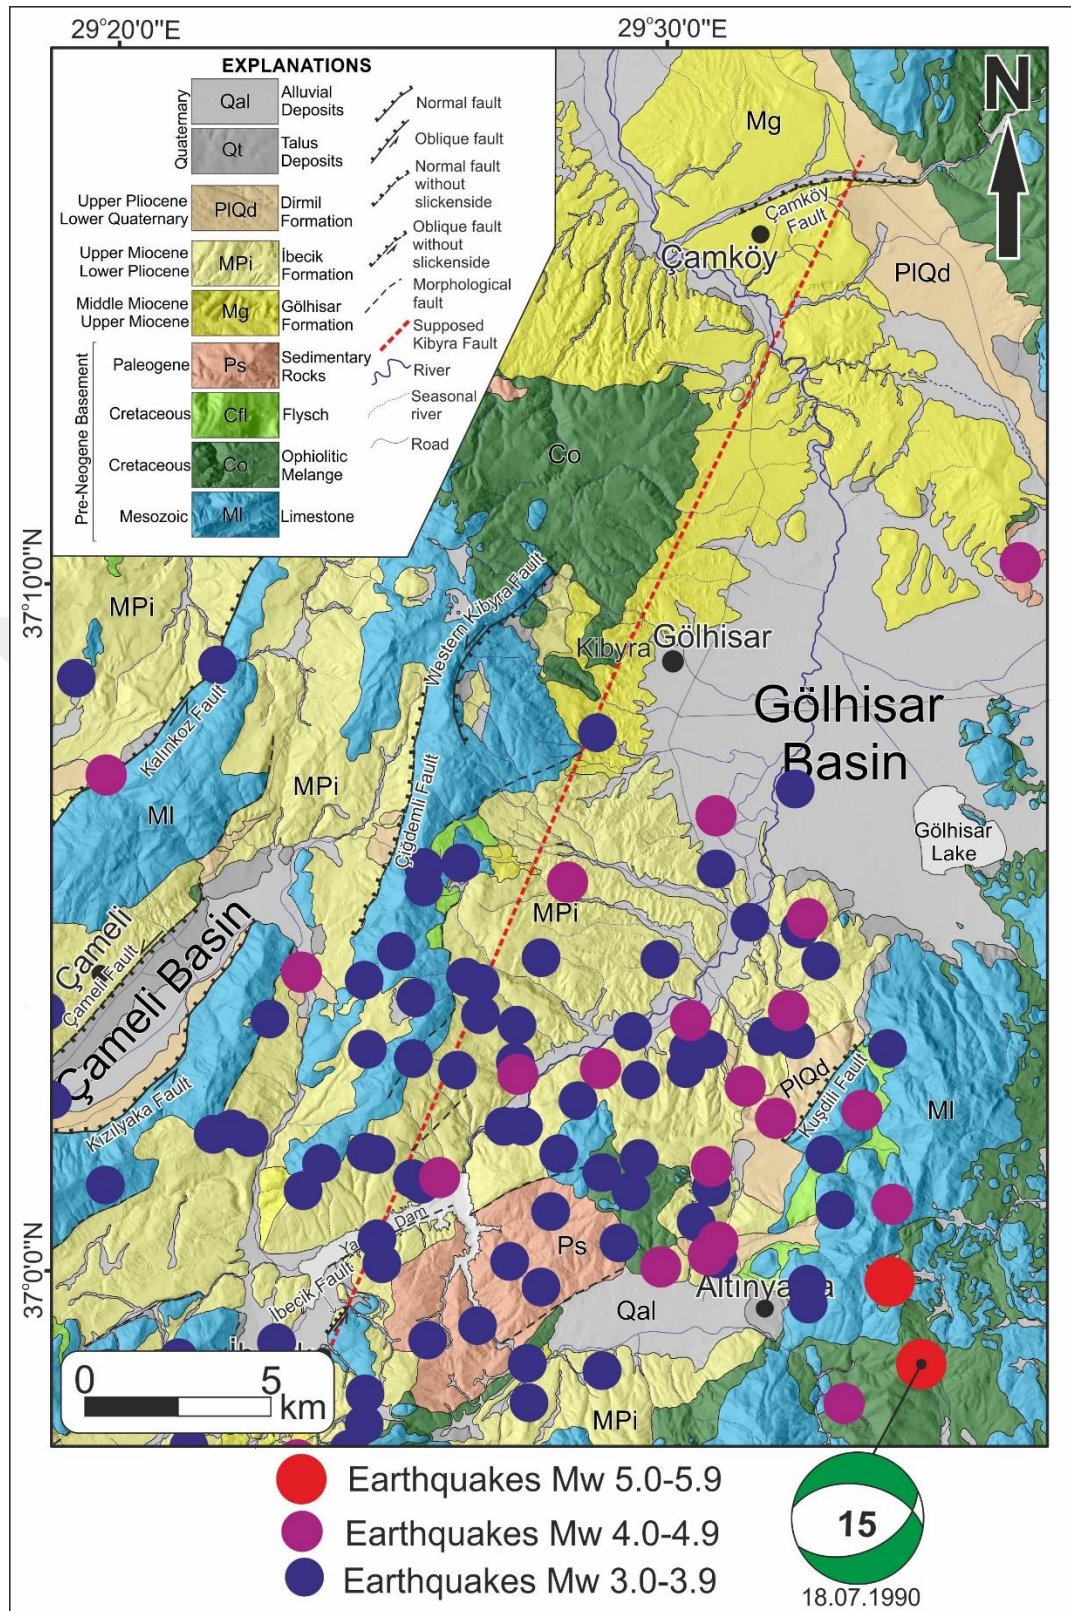 29°20'0"E
29°30'0"E
EXPLANATIONS
Quaternary
Qal
Alluvial
Deposits
Qt
Talus
Deposits
Upper Pliocene
Lower Quaternary
PlQd
Dirmil
Formation
Upper Miocene
Lower Pliocene
MPi
İbecik
Formation
Middle Miocene
Upper Miocene
Mg
Gölhisar
Formation
Pre-Neogene Basement
Paleogene
Ps
Sedimentary
Rocks
Cretaceous
Cfl
Flysch
Cretaceous
Co
Ophiolitic
Melange
Mesozoic
Ml
Limestone
Normal fault
Oblique fault
Normal fault
without
slickenside
Oblique fault
without
slickenside
Morphological
fault
Supposed
Kibyra Fault
River
Seasonal
river
Road
N
Mg
Çamköy
Fault
Çamköy
PlQd
Co
37°10'0"N
MPi
Western Kibyra Fault
Kibyra
Gölhisar
Gölhisar
Basin
Kalınkoz Fault
MPi
Ml
Çiğdemli Fault
Gölhisar
Lake
MPi
Çameli
Çameli Fault
Çameli Basin
PlQd
Kuşdili Fault
Ml
Kızılyaka Fault
Dam
Ps
37°0'0"N
İbecik Fault
Qal
MPi
0
5
km
Earthquakes Mw 5.0-5.9
Earthquakes Mw 4.0-4.9
Earthquakes Mw 3.0-3.9
15
18.07.1990